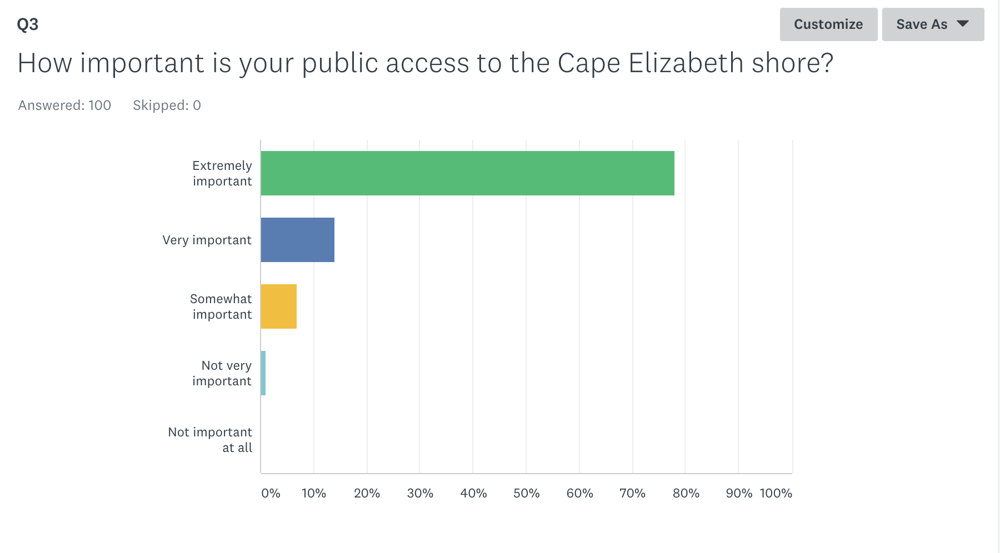 Q3
Customize
Save As
How important is your public access to the Cape Elizabeth shore?
Answered: 100 Skipped: 0
Extremely
important
Very important
Somewhat
important
Not very
important
Not important
at all
0% 10% 20% 30% 40% 50% 60% 70% 80% 90% 100%